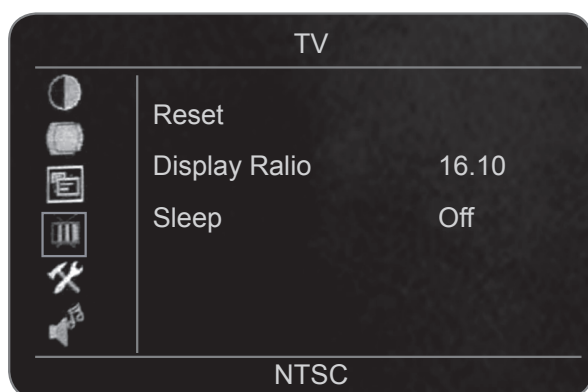 TV
Reset
Display Ralio 16.10
Sleep Off
NTSC